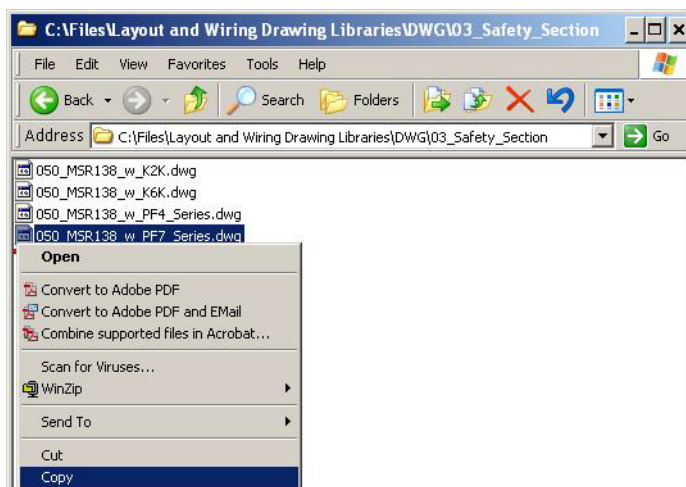 C:\Files\Layout and Wiring Drawing Libraries\DWG\03_Safety_Section
File Edit View Favorites Tools Help
Back Search Folders
Address C:\Files\Layout and Wiring Drawing Libraries\DWG\03_Safety_Section Go
050_MSR138_w_K2K.dwg
050_MSR138_w_K6K.dwg
050_MSR138_w_PF4_Series.dwg
050_MSR138_w_PF7_Series.dwg
Open
Convert to Adobe PDF
Convert to Adobe PDF and EMail
Combine supported files in Acrobat...
Scan for Viruses...
WinZip
Send To
Cut
Copy